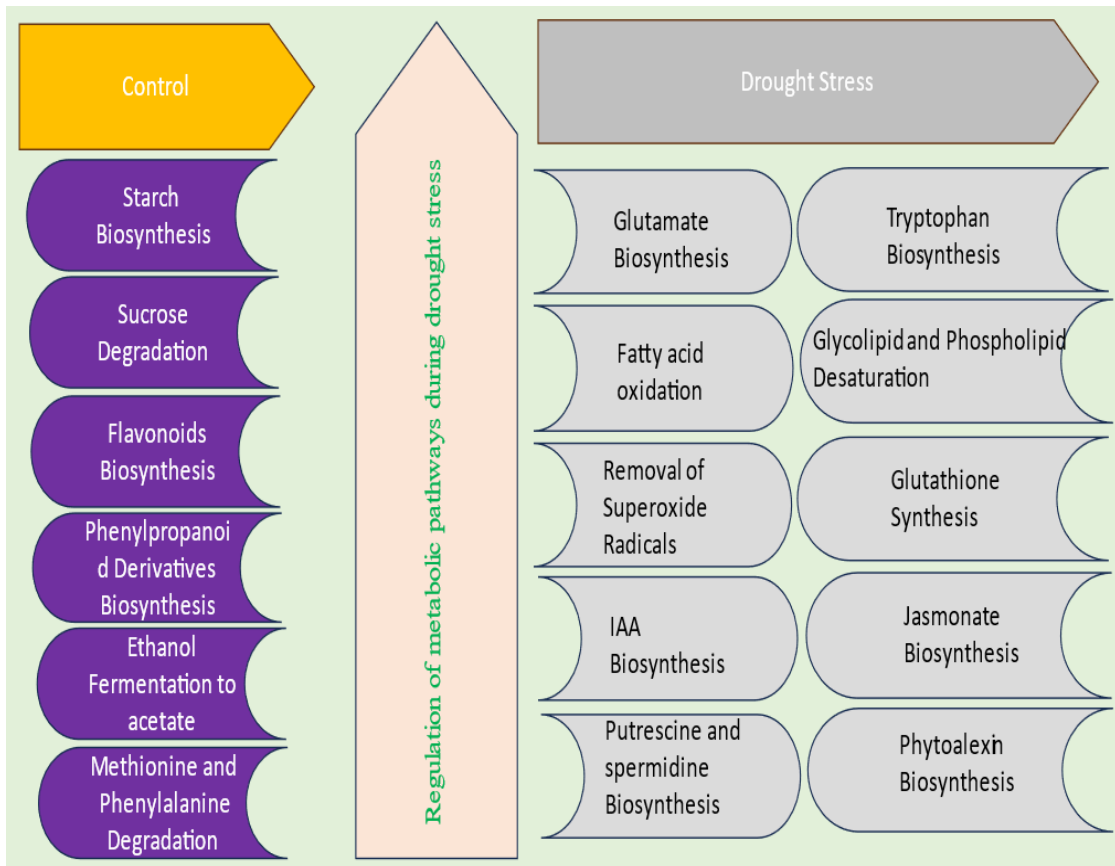 Control
Drought Stress
Starch
Biosynthesis
Sucrose
Degradation
Flavonoids
Biosynthesis
Phenylpropanoi
d Derivatives
Biosynthesis
Ethanol
Fermentation to
acetate
Methionine and
Phenylalanine
Degradation
Regulation of metabolic pathways during drought stress
Glutamate
Biosynthesis
Tryptophan
Biosynthesis
Fatty acid
oxidation
Glycolipid and Phospholipid
Desaturation
Removal of
Superoxide
Radicals
Glutathione
Synthesis
IAA
Biosynthesis
Jasmonate
Biosynthesis
Putrescine and
spermidine
Biosynthesis
Phytoalexin
Biosynthesis